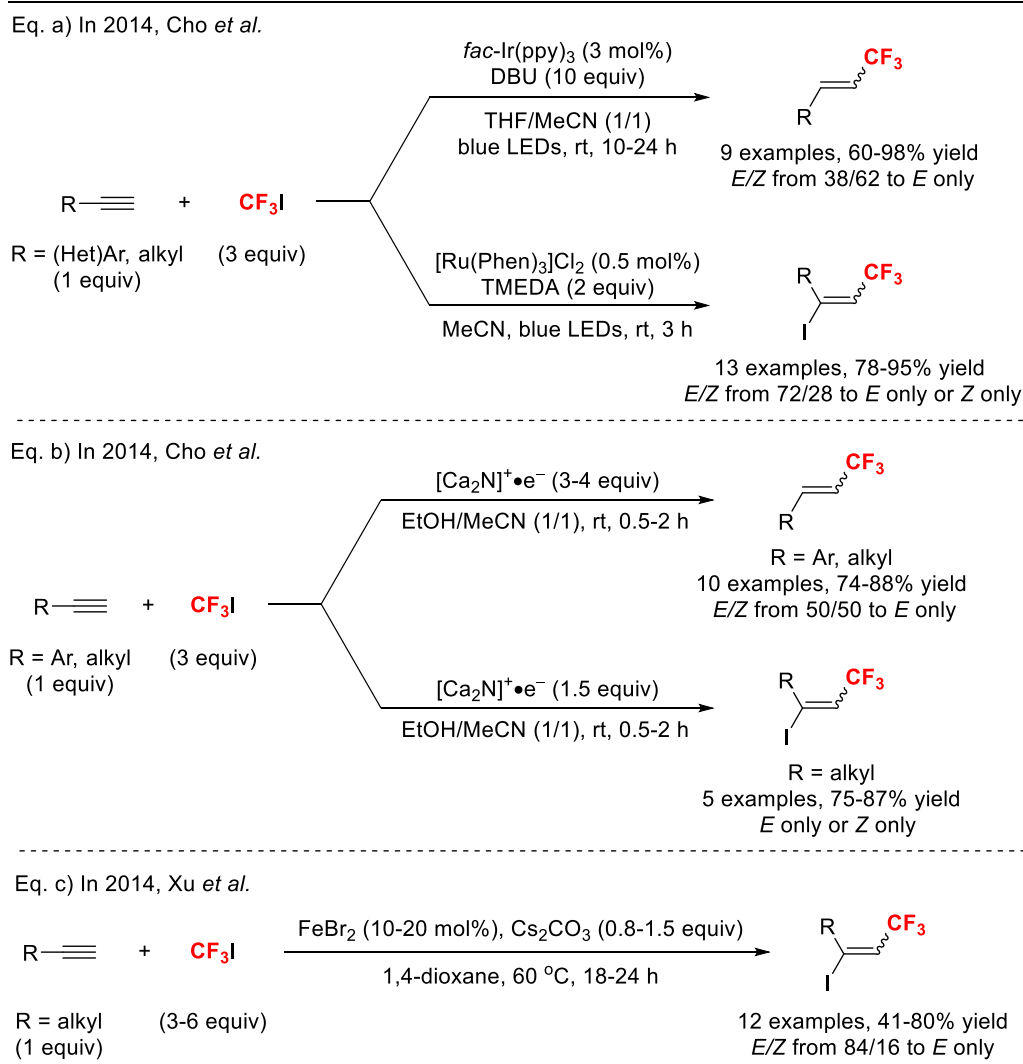 Eq. a) In 2014, Cho et al.
fac-Ir(ppy)3 (3 mol%)
DBU (10 equiv)
THF/MeCN (1/1)
blue LEDs, rt, 10-24 h
CF3
R
9 examples, 60-98% yield
E/Z from 38/62 to E only
R
+
CF3I
R = (Het)Ar, alkyl
(1 equiv)
(3 equiv)
[Ru(Phen)3]Cl2 (0.5 mol%)
TMEDA (2 equiv)
MeCN, blue LEDs, rt, 3 h
R
CF3
I
13 examples, 78-95% yield
E/Z from 72/28 to E only or Z only
Eq. b) In 2014, Cho et al.
[Ca2N]+•e– (3-4 equiv)
EtOH/MeCN (1/1), rt, 0.5-2 h
CF3
R
R = Ar, alkyl
10 examples, 74-88% yield
E/Z from 50/50 to E only
R
+
CF3I
R = Ar, alkyl
(1 equiv)
(3 equiv)
[Ca2N]+•e– (1.5 equiv)
EtOH/MeCN (1/1), rt, 0.5-2 h
R
CF3
I
R = alkyl
5 examples, 75-87% yield
E only or Z only
Eq. c) In 2014, Xu et al.
R
+
CF3I
FeBr2 (10-20 mol%), Cs2CO3 (0.8-1.5 equiv)
1,4-dioxane, 60 oC, 18-24 h
R
CF3
I
R = alkyl
(1 equiv)
(3-6 equiv)
12 examples, 41-80% yield
E/Z from 84/16 to E only